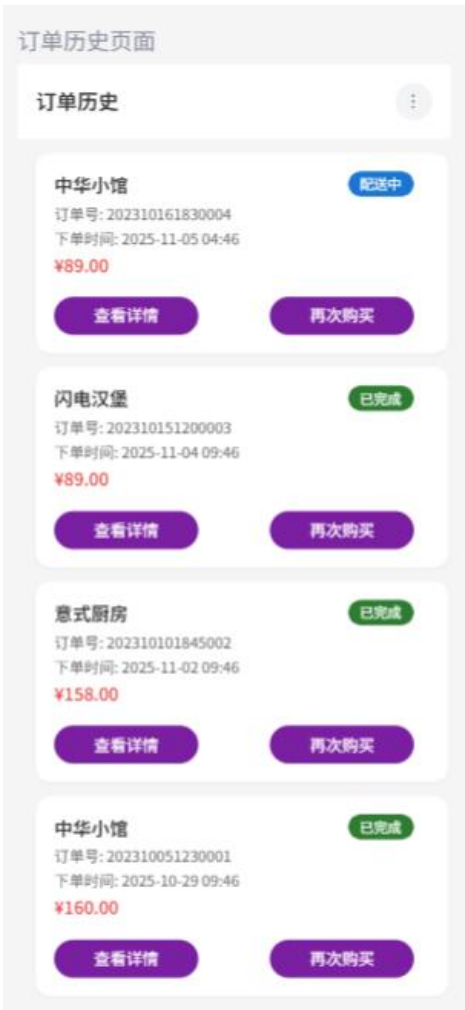 订单历史页面
订单历史
中华小馆 配送中
订单号: 202310161830004
下单时间: 2025-11-05 04:46
¥89.00
查看详情 再次购买
闪电汉堡 已完成
订单号: 202310151200003
下单时间: 2025-11-04 09:46
¥89.00
查看详情 再次购买
意式厨房 已完成
订单号: 202310101845002
下单时间: 2025-11-02 09:46
¥158.00
查看详情 再次购买
中华小馆 已完成
订单号: 202310051230001
下单时间: 2025-10-29 09:46
¥160.00
查看详情 再次购买